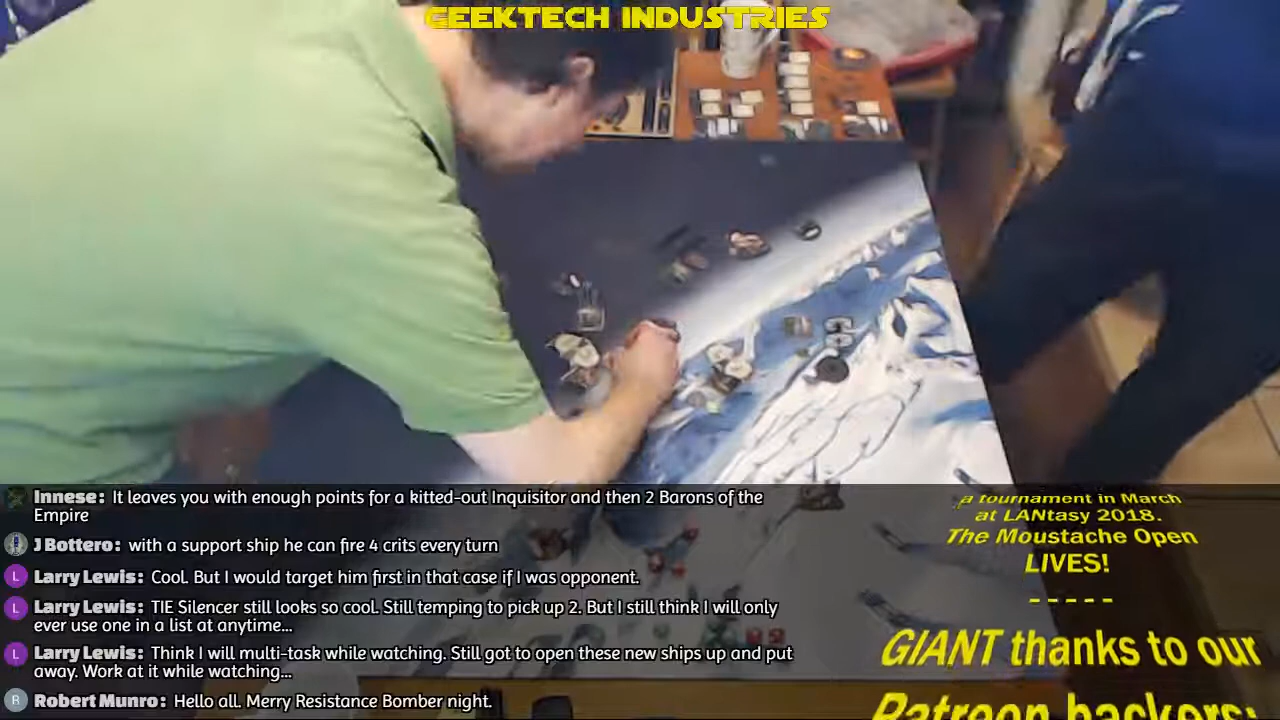 GEEKTECH INDUSTRIES
Innese: It leaves you with enough points for a kitted-out Inquisitor and then 2 Barons of the
Empire
J Bottero: with a support ship he can fire 4 crits every turn
L Larry Lewis: Cool. But I would target him first in that case if I was opponent.
L Larry Lewis: TIE Silencer still looks so cool. Still temping to pick up 2. But I still think I will only
ever use one in a list at anytime...
L Larry Lewis: Think I will multi-task while watching. Still got to open these new ships up and put
away. Work at it while watching...
R Robert Munro: Hello all. Merry Resistance Bomber night.
a tournament in March
at LANtasy 2018.
The Moustache Open
LIVES!
- - - - -
GIANT thanks to our
Patreon backers: